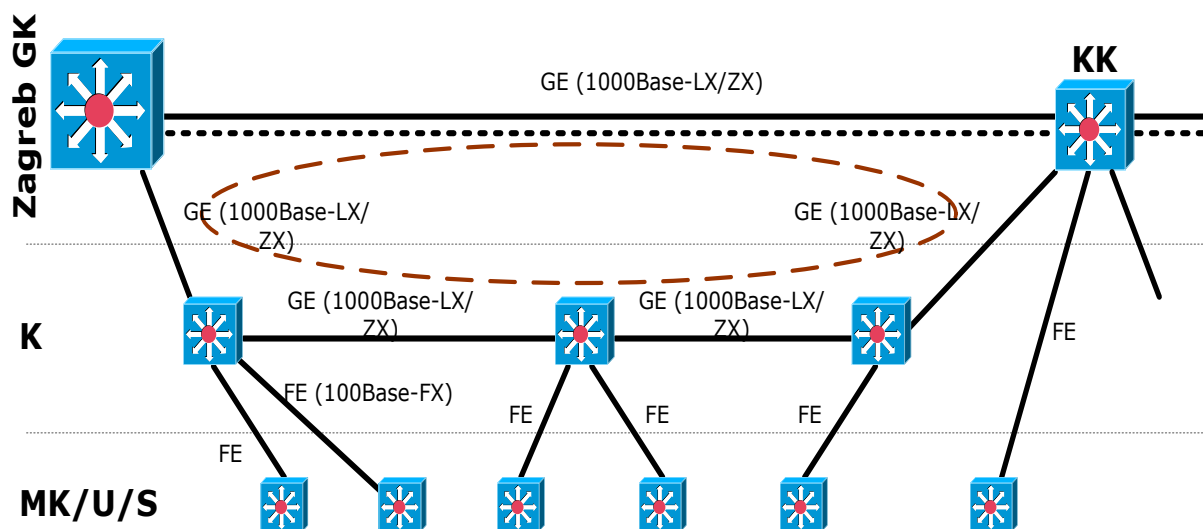 Zagreb GK
KK
GE (1000Base-LX/ZX)
GE (1000Base-LX/
ZX)
GE (1000Base-LX/
ZX)
GE (1000Base-LX/
ZX)
GE (1000Base-LX/
ZX)
K
FE
FE (100Base-FX)
FE
FE
FE
FE
MK/U/S